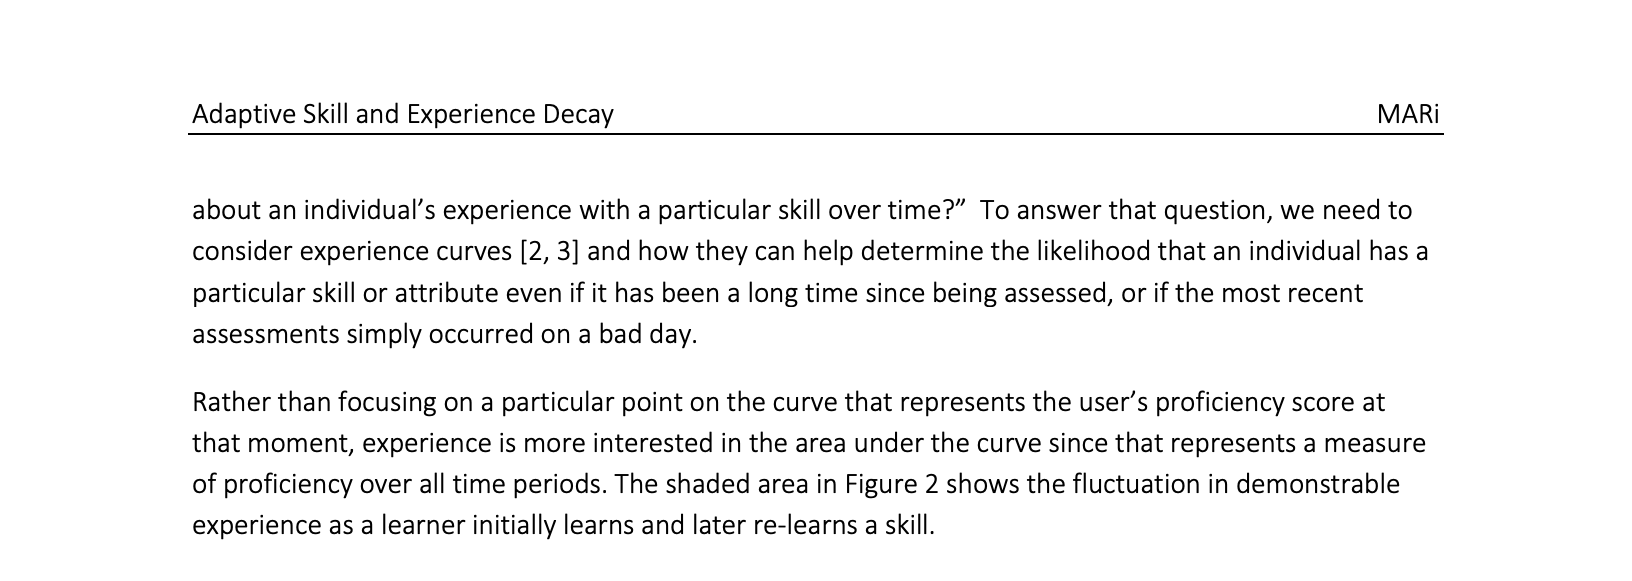 Adaptive Skill and Experience Decay MARi
about an individual’s experience with a particular skill over time?”  To answer that question, we need to
consider experience curves [2, 3] and how they can help determine the likelihood that an individual has a
particular skill or attribute even if it has been a long time since being assessed, or if the most recent
assessments simply occurred on a bad day.
Rather than focusing on a particular point on the curve that represents the user’s proficiency score at
that moment, experience is more interested in the area under the curve since that represents a measure
of proficiency over all time periods. The shaded area in Figure 2 shows the fluctuation in demonstrable
experience as a learner initially learns and later re-learns a skill.